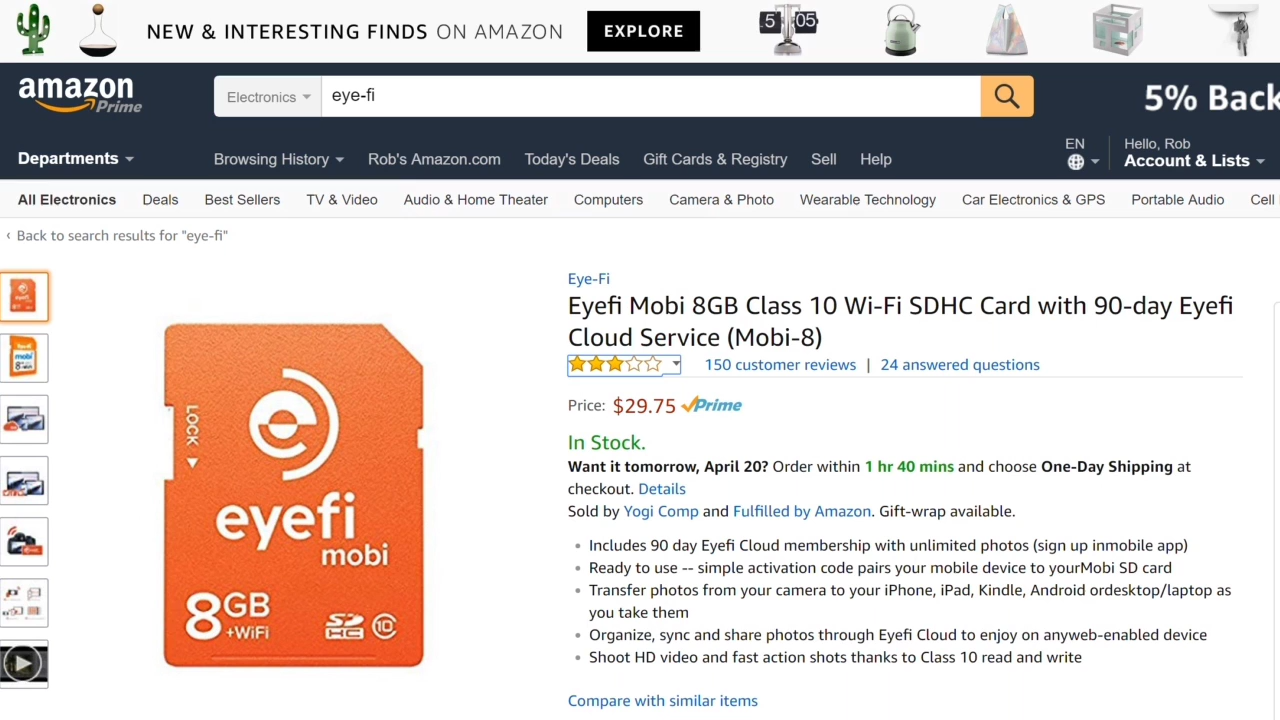 NEW & INTERESTING FINDS ON AMAZON
EXPLORE
5 05
amazon
Prime
Electronics
eye-fi
5% Back
Departments
Browsing History
Rob's Amazon.com
Today's Deals
Gift Cards & Registry
Sell
Help
EN
Hello, Rob
Account & Lists
All Electronics
Deals
Best Sellers
TV & Video
Audio & Home Theater
Computers
Camera & Photo
Wearable Technology
Car Electronics & GPS
Portable Audio
Cell
‹ Back to search results for "eye-fi"
LOCK
eyefi
mobi
8GB
+WiFi
SDHC
10
Eye-Fi
Eyefi Mobi 8GB Class 10 Wi-Fi SDHC Card with 90-day Eyefi
Cloud Service (Mobi-8)
150 customer reviews | 24 answered questions
Price: $29.75 Prime
In Stock.
Want it tomorrow, April 20? Order within 1 hr 40 mins and choose One-Day Shipping at
checkout. Details
Sold by Yogi Comp and Fulfilled by Amazon. Gift-wrap available.
• Includes 90 day Eyefi Cloud membership with unlimited photos (sign up inmobile app)
• Ready to use -- simple activation code pairs your mobile device to yourMobi SD card
• Transfer photos from your camera to your iPhone, iPad, Kindle, Android ordesktop/laptop as
you take them
• Organize, sync and share photos through Eyefi Cloud to enjoy on anyweb-enabled device
• Shoot HD video and fast action shots thanks to Class 10 read and write
Compare with similar items